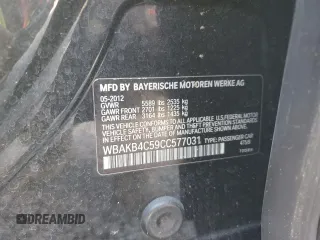 MFD BY BAYERISCHE MOTOREN WERKE AG
05-2012
GVWR 5589 lbs 2535 kg
GAWR FRONT 2701 lbs 1225 kg
GAWR REAR 3164 lbs 1435 kg
THIS VEHICLE CONFORMS TO ALL APPLICABLE U.S. FEDERAL MOTOR
VEHICLE SAFETY, BUMPER, AND THEFT PREVENTION STANDARDS IN
EFFECT ON THE DATE OF MANUFACTURE SHOWN ABOVE.
WBAKB4C59CC577031 TYPE: PASSENGER CAR
DREAMBID